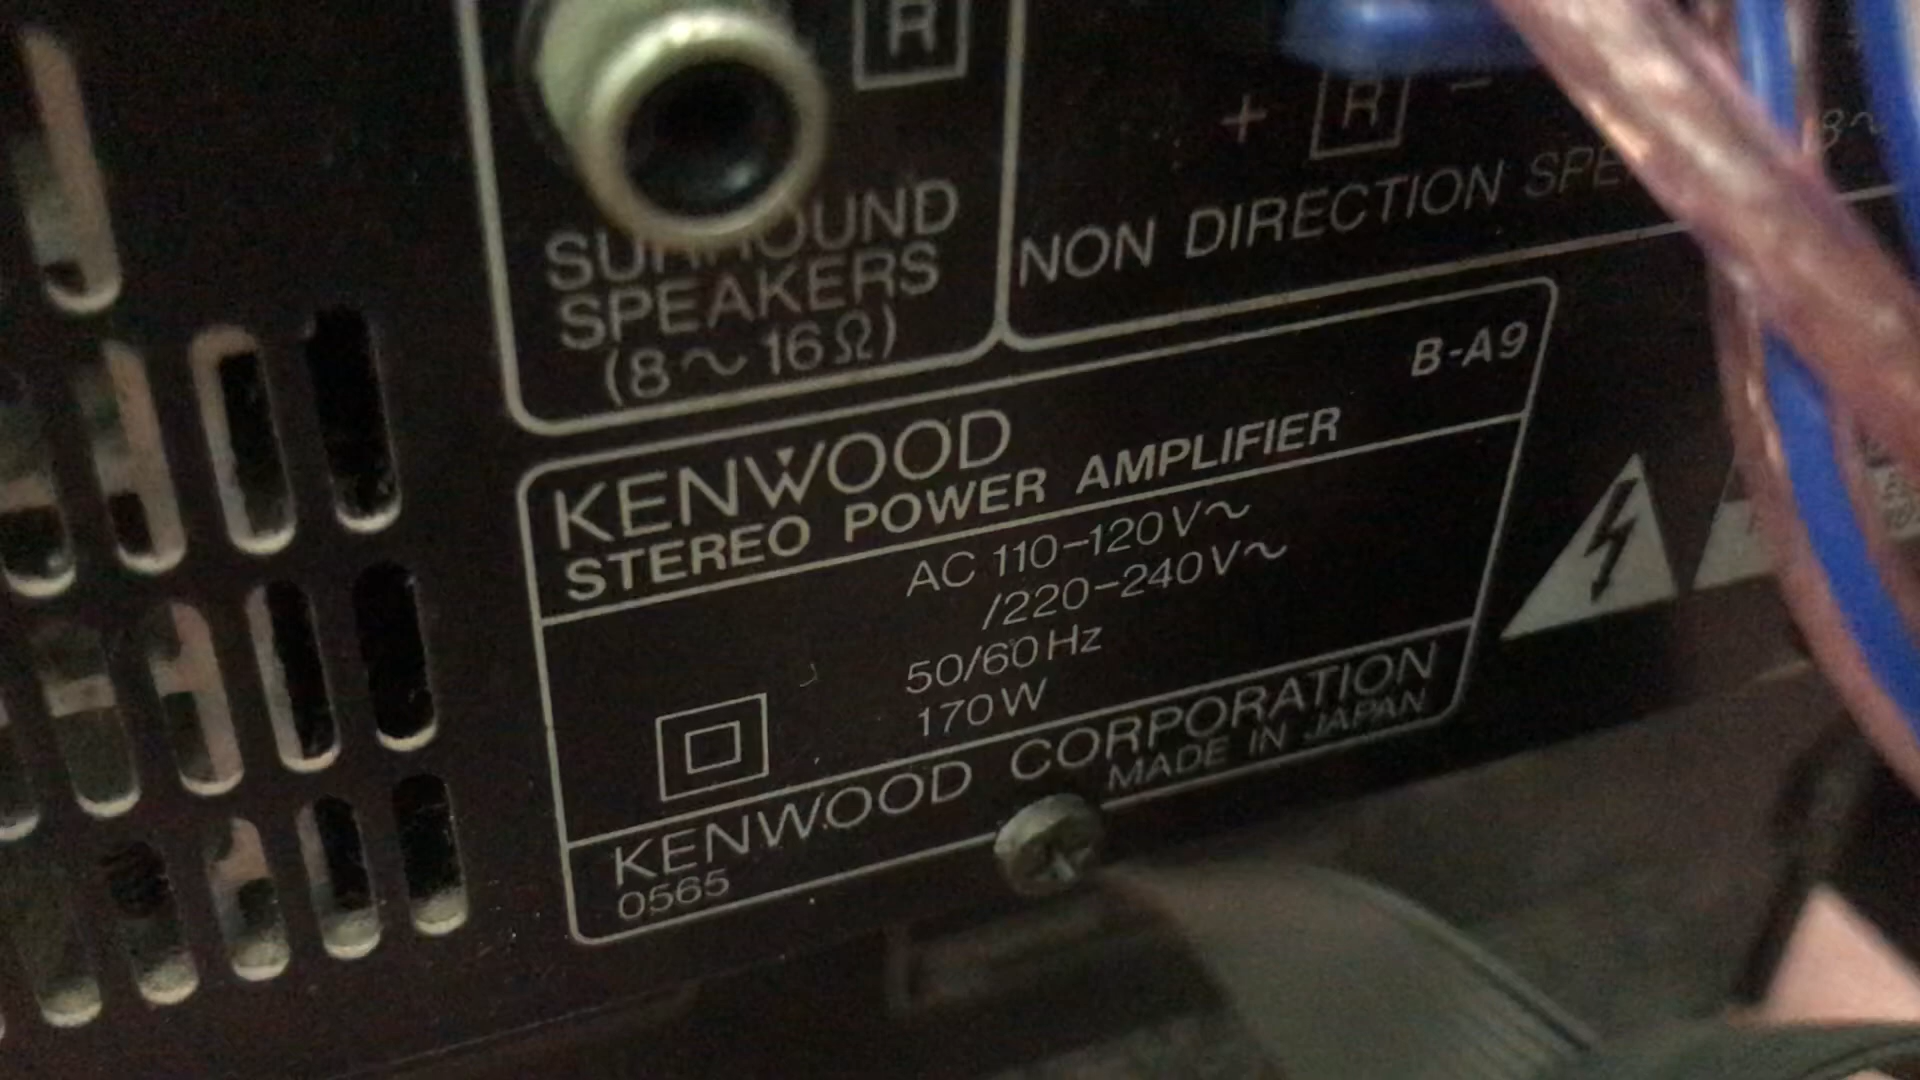 R
SURROUND
SPEAKERS
(8~16Ω)
+ R −
8~
NON DIRECTION
B-A9
KENWOOD
STEREO POWER AMPLIFIER
AC 110-120V~
/220-240V~
50/60Hz
170W
KENWOOD CORPORATION
MADE IN JAPAN
0565